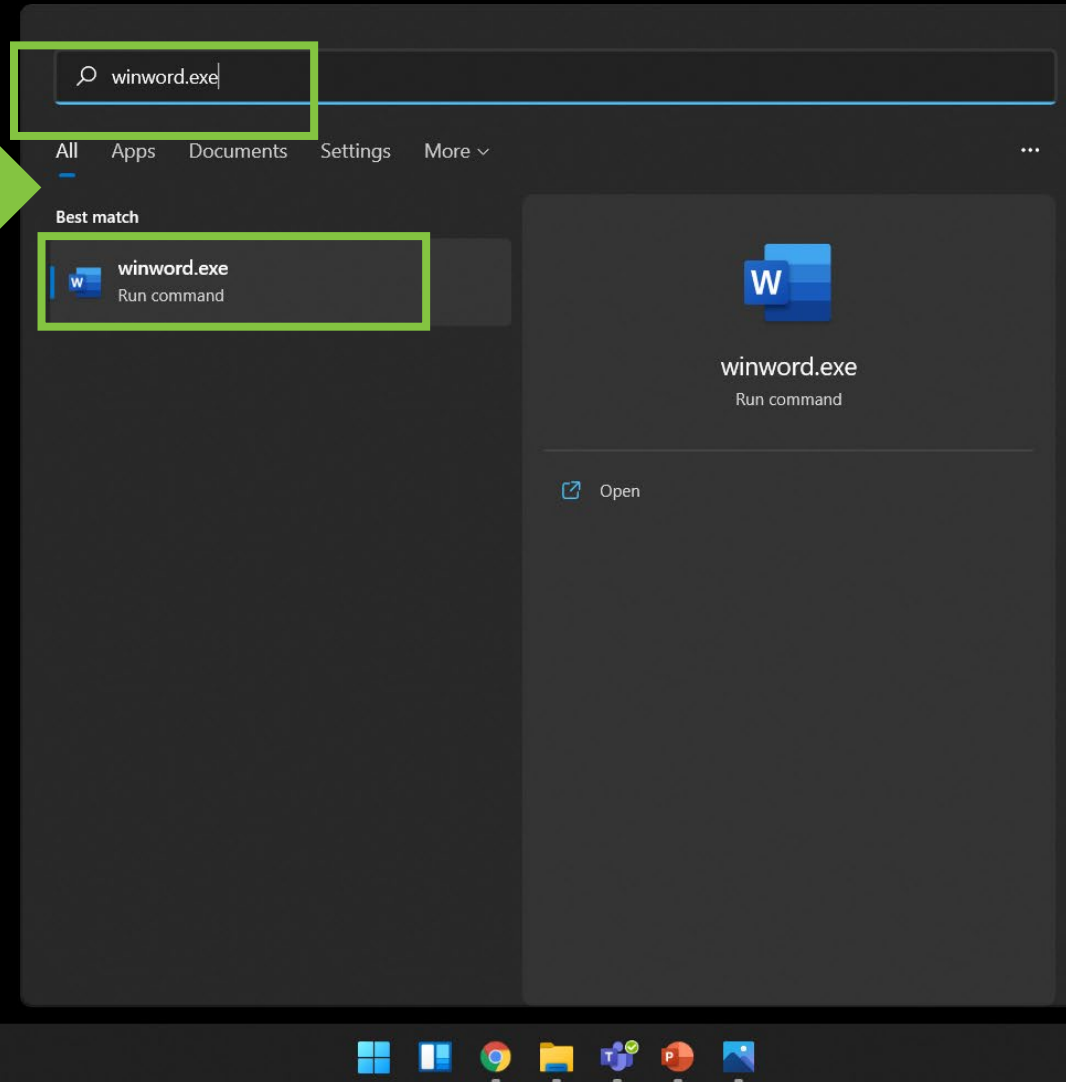 winword.exe
All Apps Documents Settings More
Best match
winword.exe
Run command
W
W
winword.exe
Run command
Open
T P